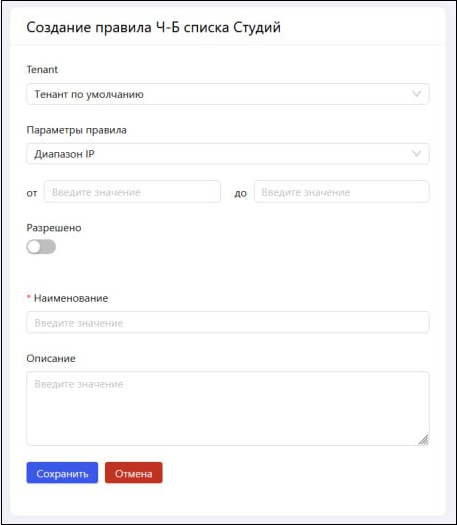 Создание правила Ч-Б списка Студий
Tenant
Тенант по умолчанию
Параметры правила
Диапазон IP
от Введите значение до Введите значение
Разрешено
* Наименование
Введите значение
Описание
Введите значение
Сохранить Отмена